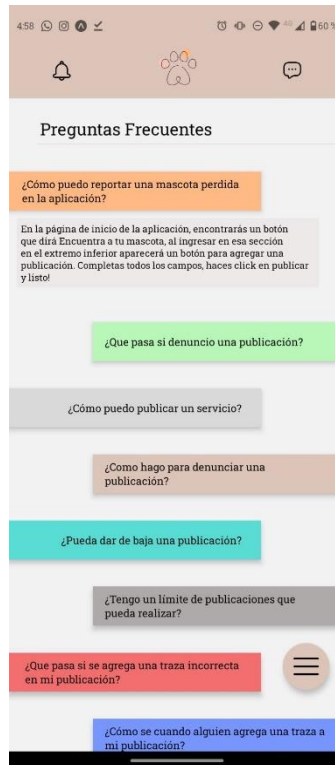 4:58 60 %
Preguntas Frecuentes
¿Cómo puedo reportar una mascota perdida
en la aplicación?
En la página de inicio de la aplicación, encontrarás un botón
que dirá Encuentra a tu mascota, al ingresar en esa sección
en el extremo inferior aparecerá un botón para agregar una
publicación. Completas todos los campos, haces click en publicar
y listo!
¿Que pasa si denuncio una publicación?
¿Cómo puedo publicar un servicio?
¿Como hago para denunciar una
publicación?
¿Pueda dar de baja una publicación?
¿Tengo un límite de publicaciones que
pueda realizar?
¿Que pasa si se agrega una traza incorrecta
en mi publicación?
¿Cómo se cuando alguien agrega una traza a
mi publicación?